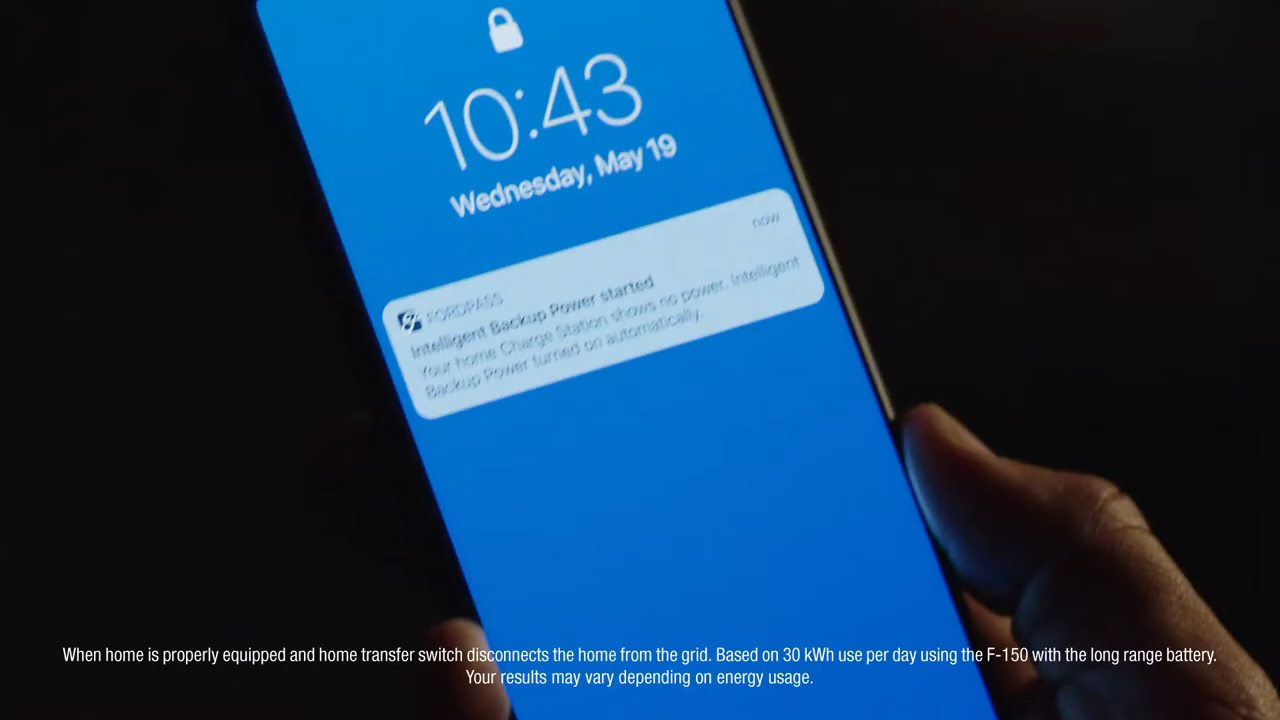 10:43
Wednesday, May 19
FORDPASS
now
Intelligent Backup Power started
Your home Charge Station shows no power. Intelligent
Backup Power turned on automatically.
When home is properly equipped and home transfer switch disconnects the home from the grid. Based on 30 kWh use per day using the F-150 with the long range battery.
Your results may vary depending on energy usage.